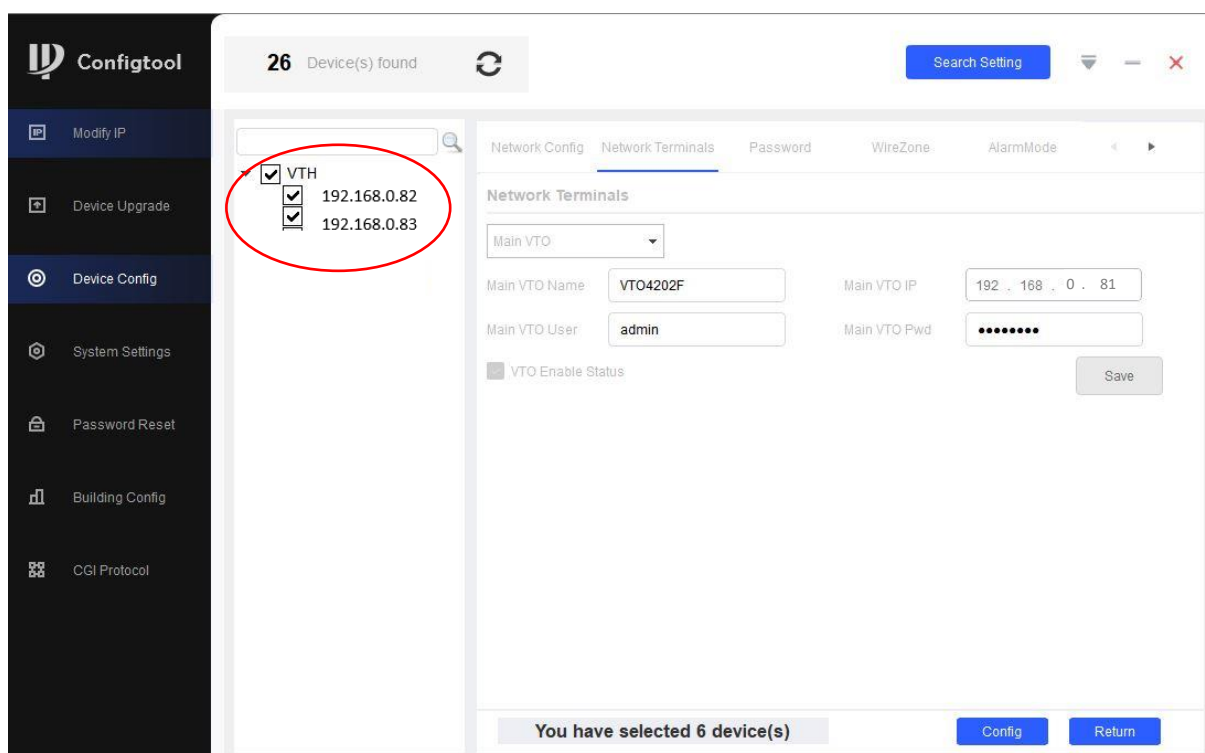 Configtool
26 Device(s) found
Search Setting
Modify IP
Device Upgrade
Device Config
System Settings
Password Reset
Building Config
CGI Protocol
VTH
192.168.0.82
192.168.0.83
Network Config Network Terminals Password WireZone AlarmMode
Network Terminals
Main VTO
Main VTO Name VTO4202F Main VTO IP 192 . 168 . 0 . 81
Main VTO User admin Main VTO Pwd ••••••••
VTO Enable Status
Save
You have selected 6 device(s)
Config Return